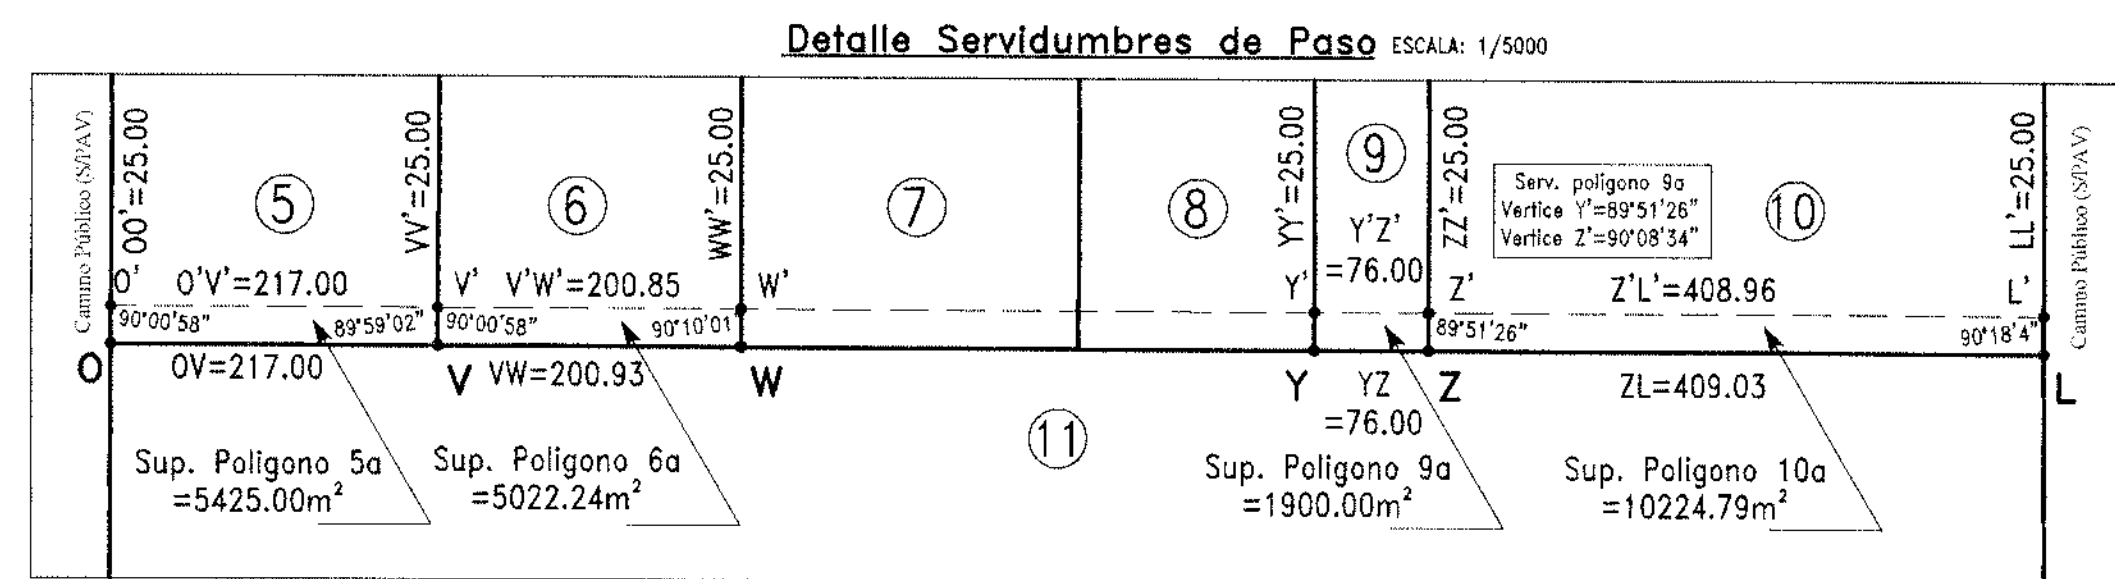 Detalle Servidumbres de Paso ESCALA: 1/5000
Camino Público (S/PAV)
OO'=25.00
5
VV'=25.00
6
WW'=25.00
7
8
YY'=25.00
9
ZZ'=25.00
Serv. poligono 9a
Vertice Y'=89°51'26"
Vertice Z'=90°08'34"
10
LL'=25.00
Camino Público (S/PAV)
O'
O'V'=217.00
V'
V'W'=200.85
W'
Y'
Y'Z'
=76.00
Z'
Z'L'=408.96
L'
90°00'58"
89°59'02"
90°00'58"
90°10'01
89°51'26"
90°18'4"
O
OV=217.00
V
VW=200.93
W
Y
YZ
=76.00
Z
ZL=409.03
L
11
Sup. Poligono 5a
=5425.00m²
Sup. Poligono 6a
=5022.24m²
Sup. Poligono 9a
=1900.00m²
Sup. Poligono 10a
=10224.79m²